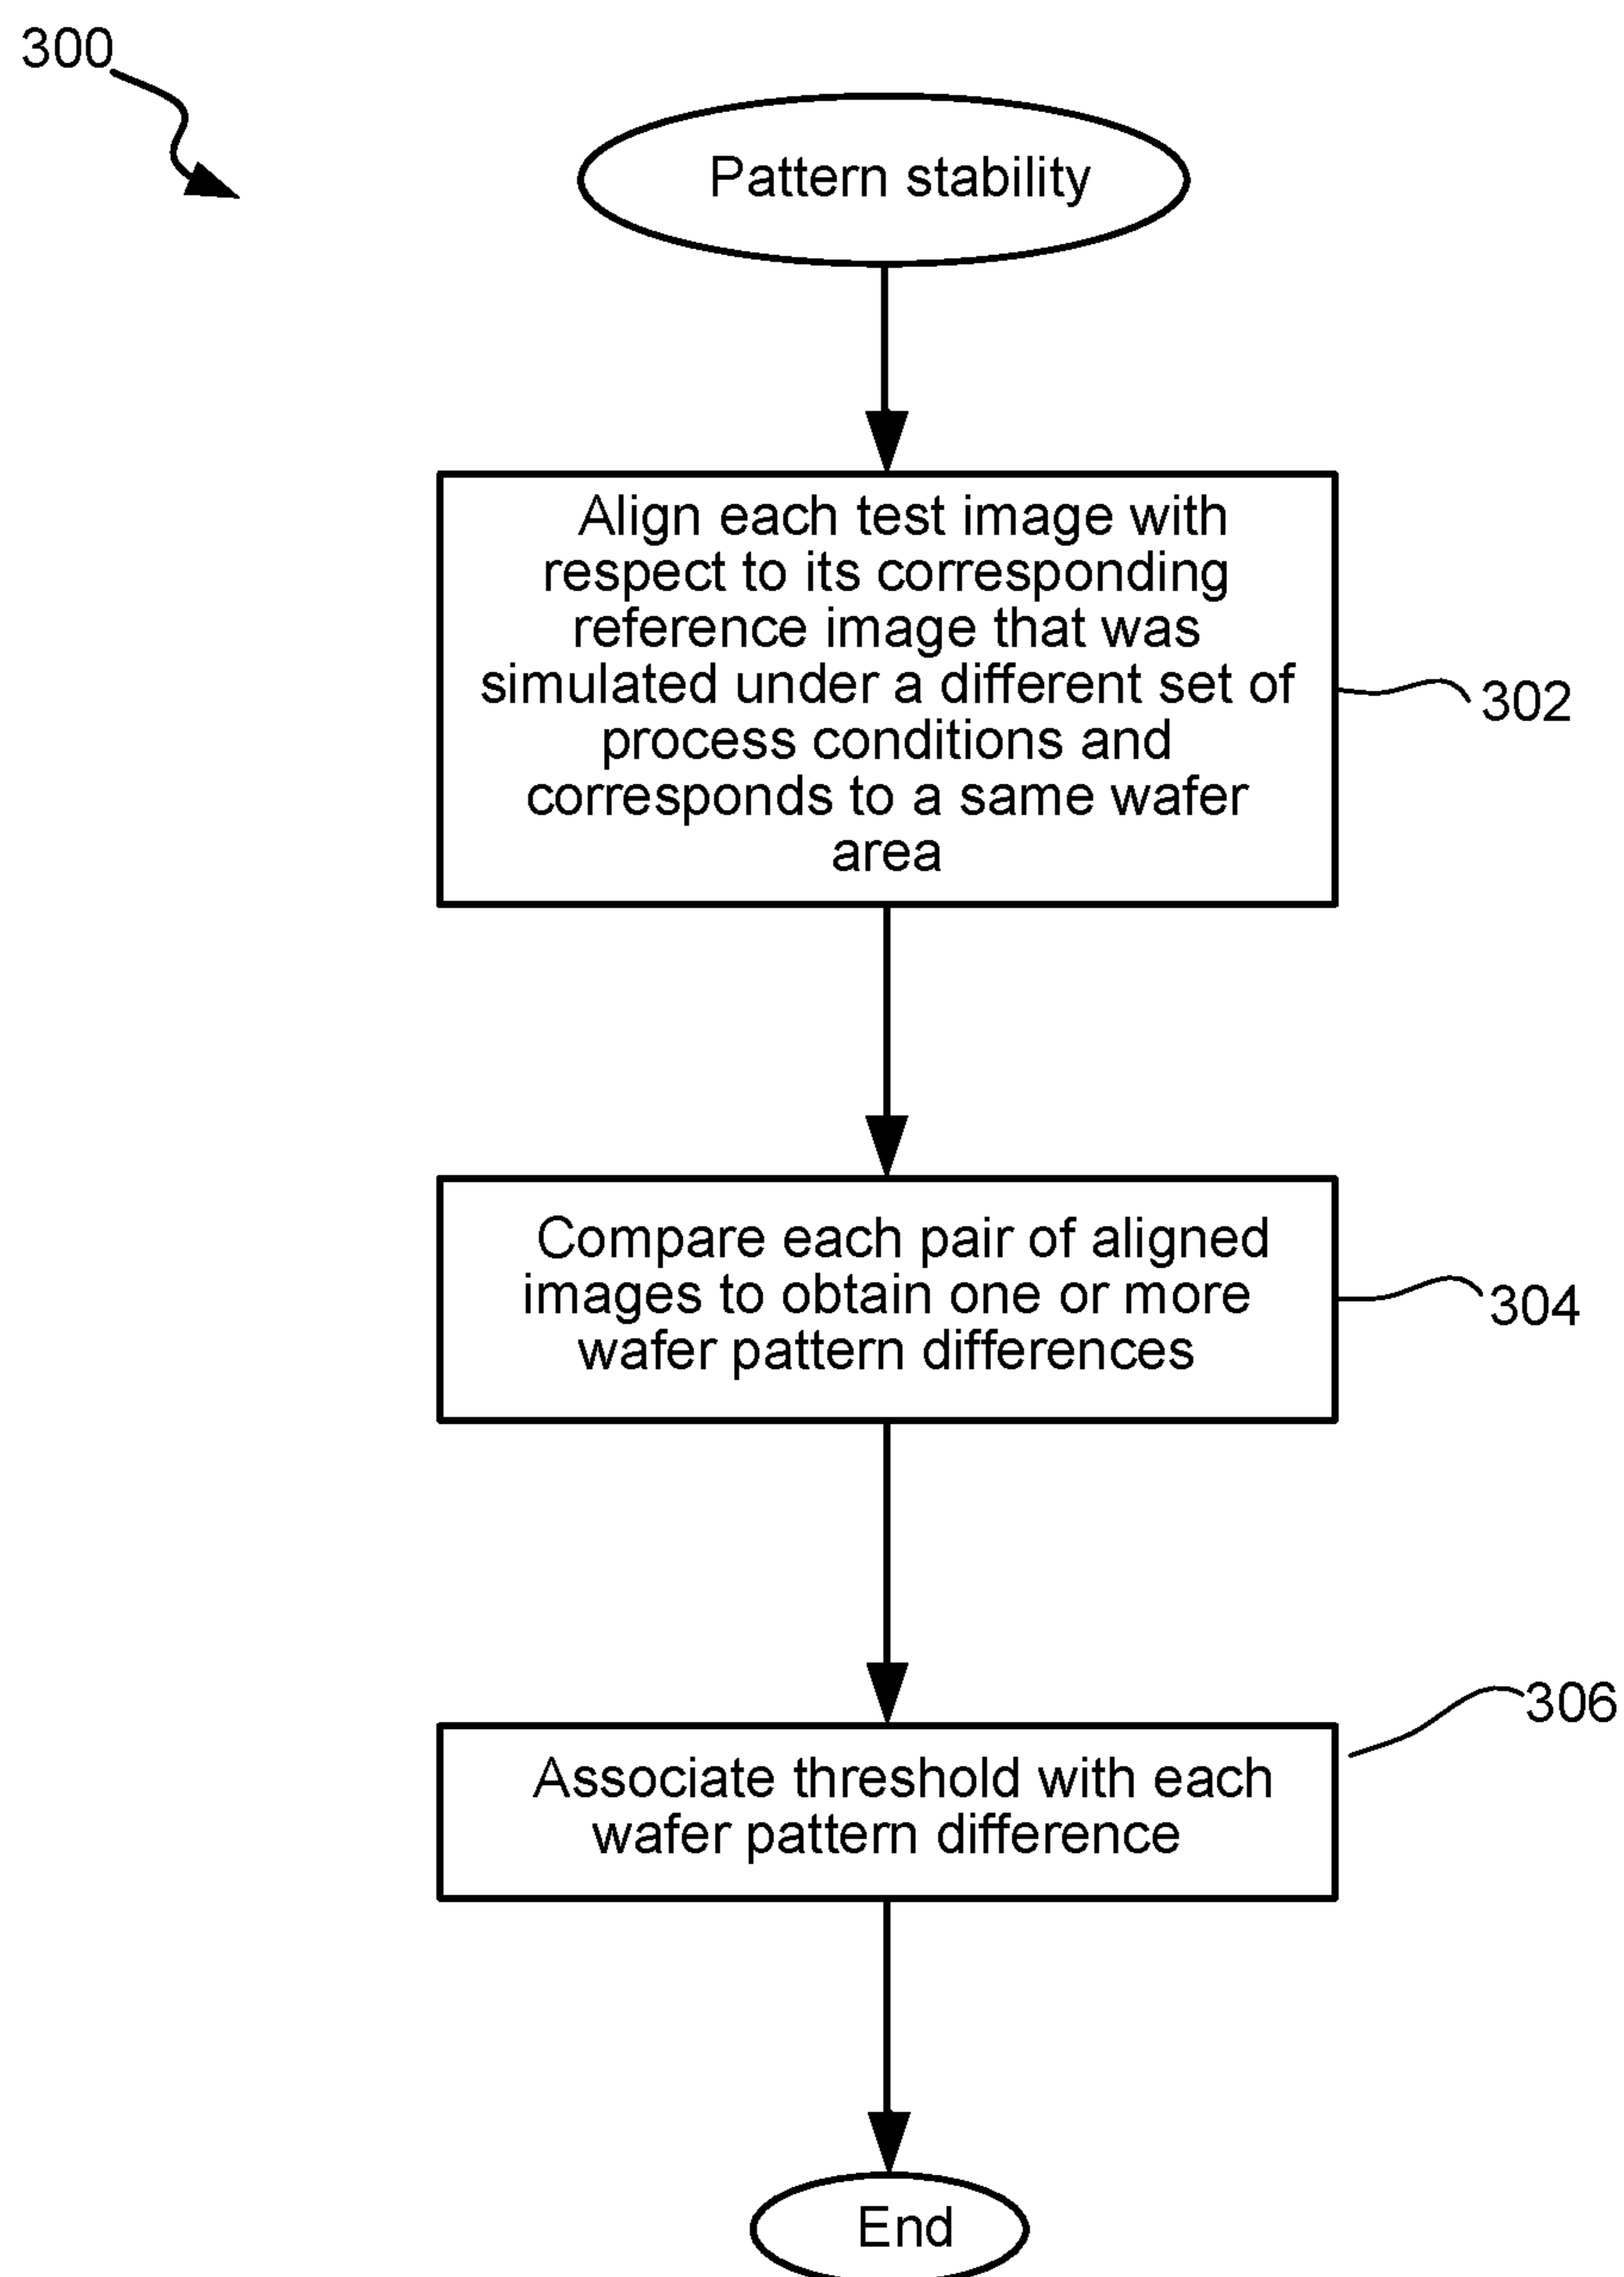 300
Pattern stability
Align each test image with
respect to its corresponding
reference image that was
simulated under a different set of
process conditions and
corresponds to a same wafer
area
302
Compare each pair of aligned
images to obtain one or more
wafer pattern differences
304
306
Associate threshold with each
wafer pattern difference
End